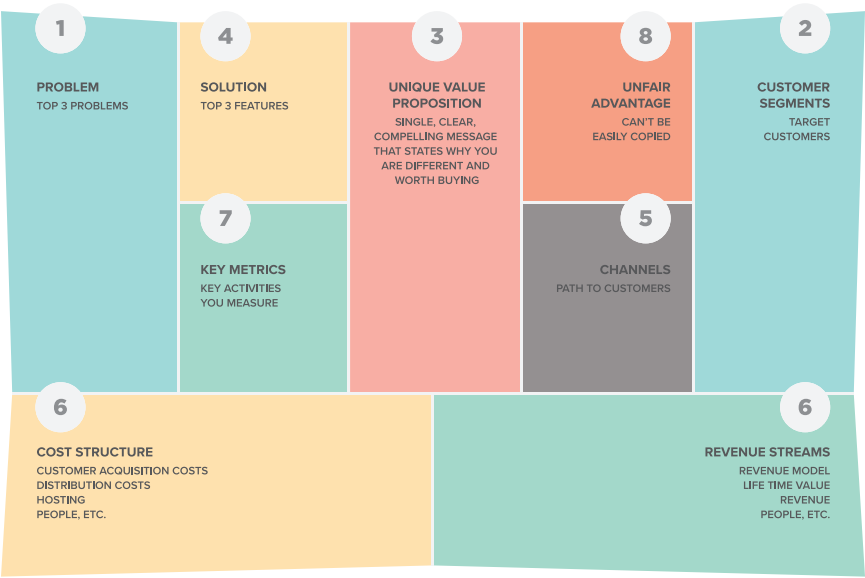 1
PROBLEM
TOP 3 PROBLEMS
4
SOLUTION
TOP 3 FEATURES
7
KEY METRICS
KEY ACTIVITIES
YOU MEASURE
3
UNIQUE VALUE
PROPOSITION
SINGLE, CLEAR,
COMPELLING MESSAGE
THAT STATES WHY YOU
ARE DIFFERENT AND
WORTH BUYING
8
UNFAIR
ADVANTAGE
CAN'T BE
EASILY COPIED
5
CHANNELS
PATH TO CUSTOMERS
2
CUSTOMER
SEGMENTS
TARGET
CUSTOMERS
6
COST STRUCTURE
CUSTOMER ACQUISITION COSTS
DISTRIBUTION COSTS
HOSTING
PEOPLE, ETC.
6
REVENUE STREAMS
REVENUE MODEL
LIFE TIME VALUE
REVENUE
PEOPLE, ETC.